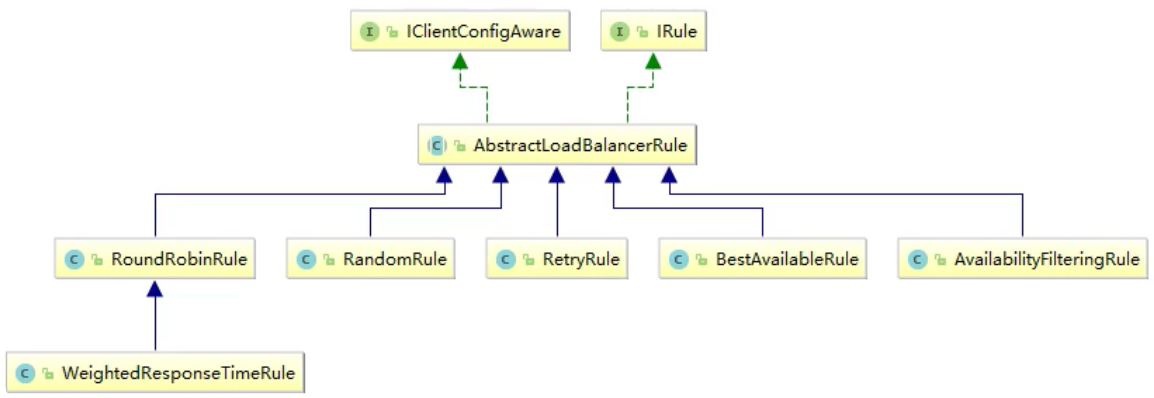 I IClientConfigAware
I IRule
C AbstractLoadBalancerRule
C RoundRobinRule
C RandomRule
C RetryRule
C BestAvailableRule
C AvailabilityFilteringRule
C WeightedResponseTimeRule